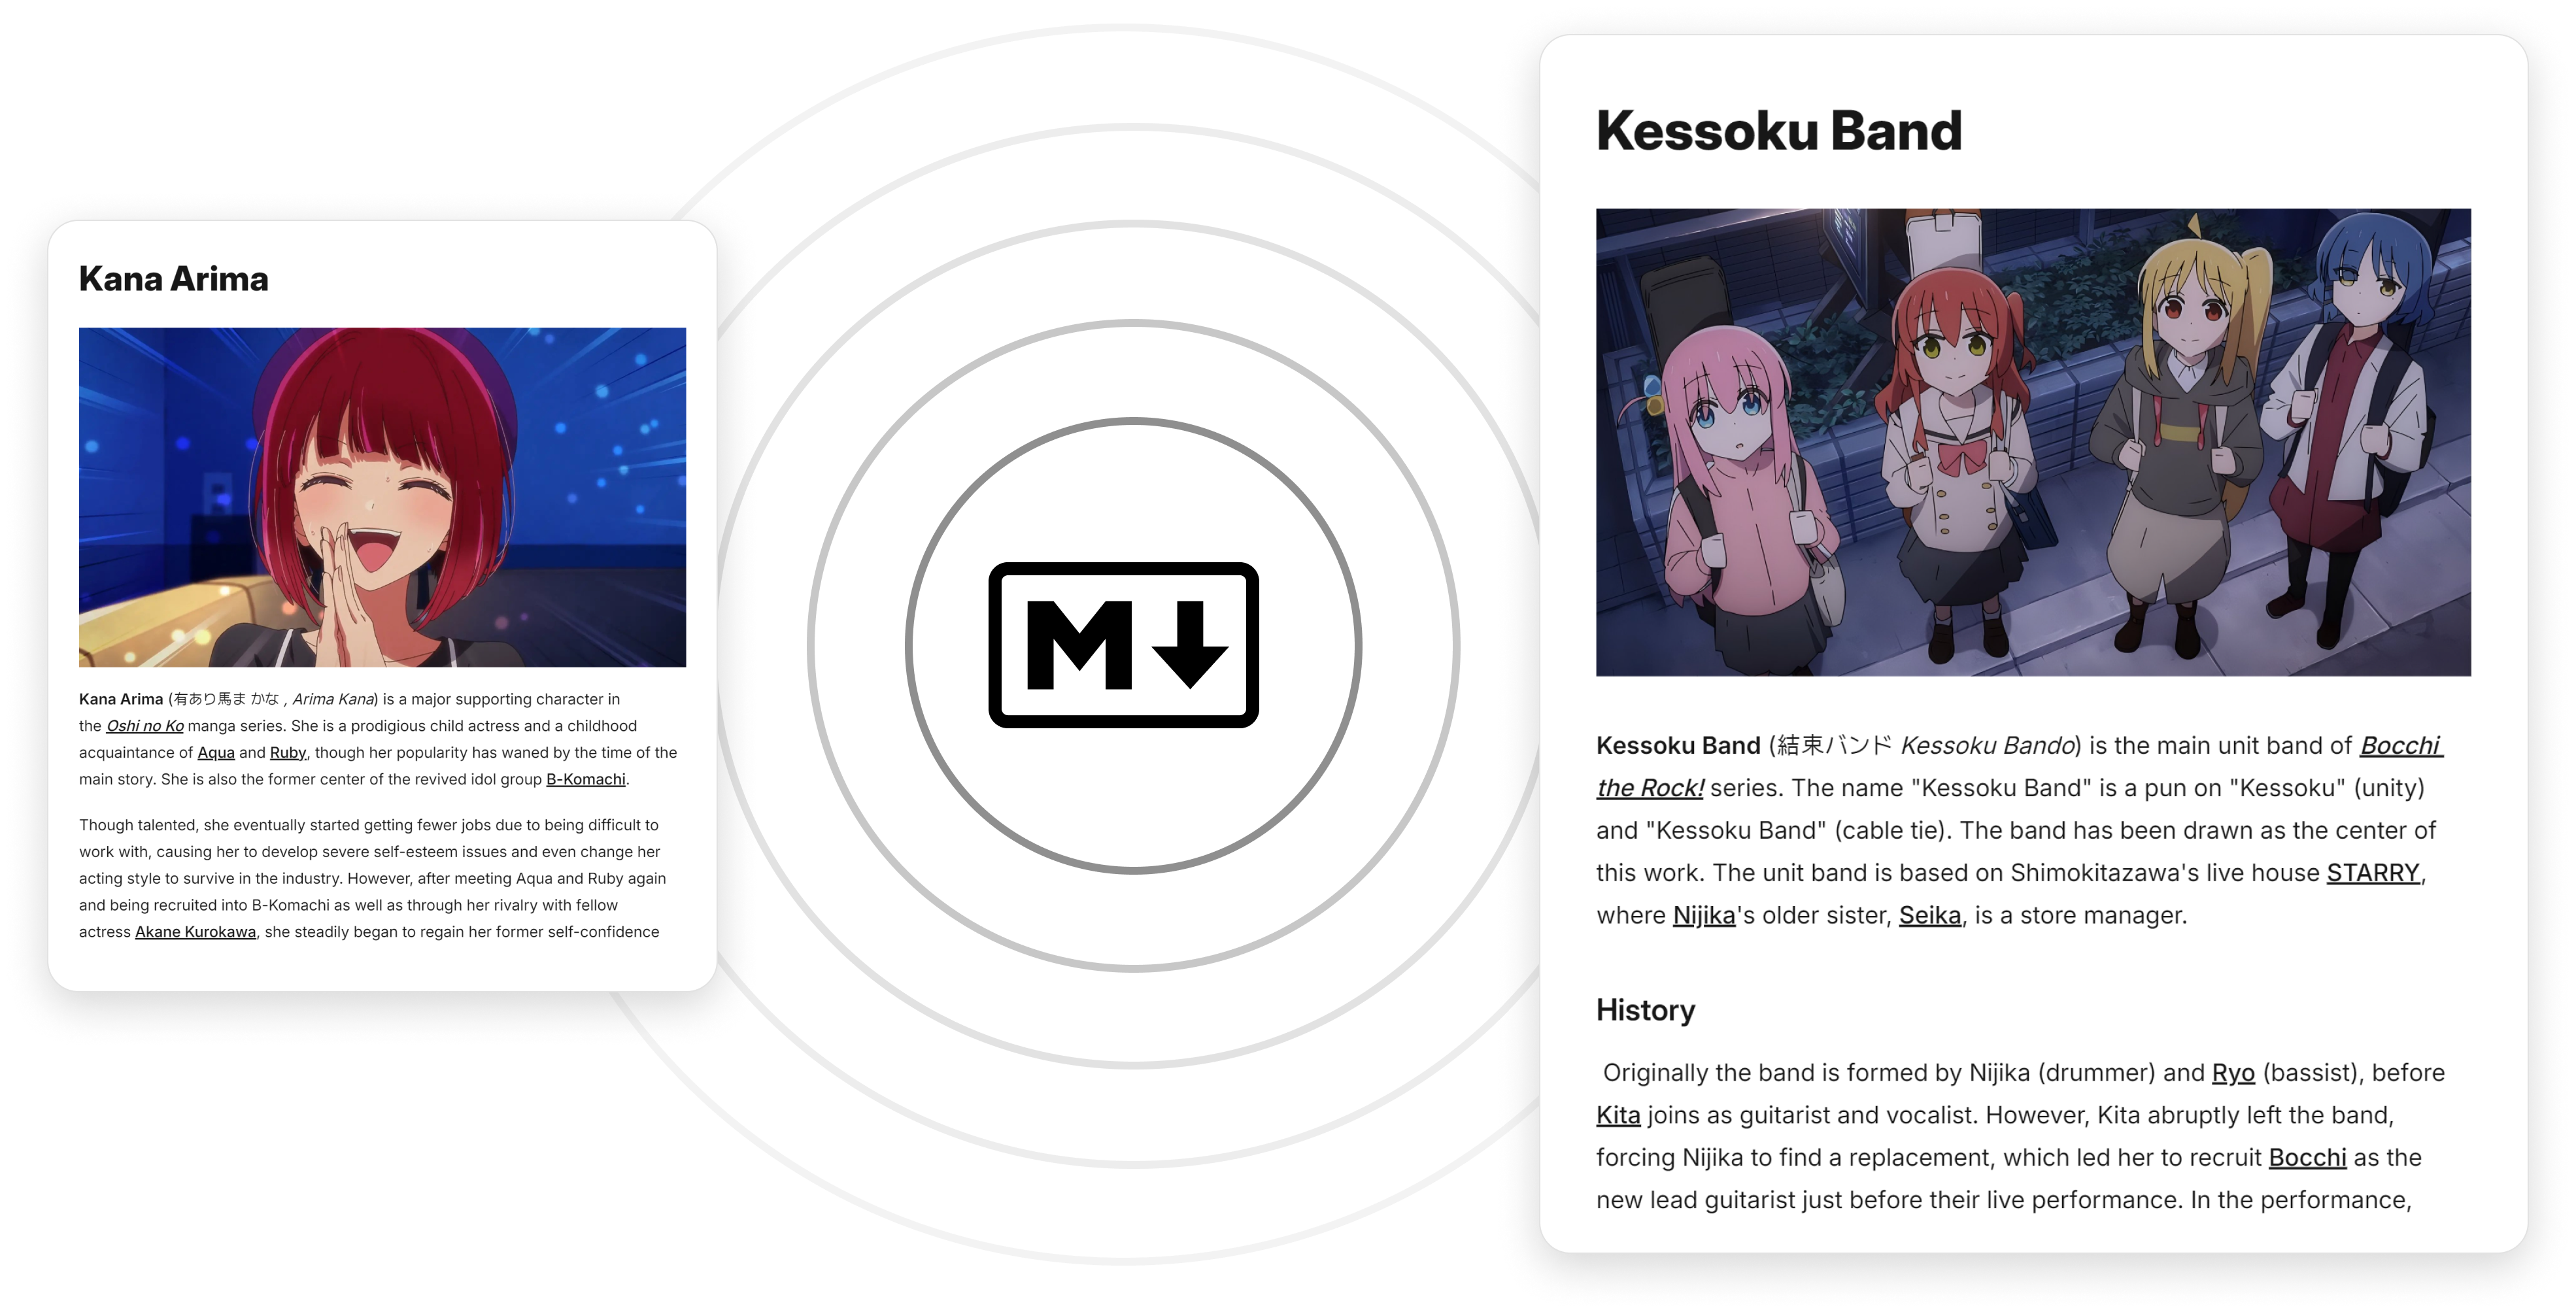 Kana Arima
Kana Arima (有あり馬ま かな , Arima Kana) is a major supporting character in
the Oshi no Ko manga series. She is a prodigious child actress and a childhood
acquaintance of Aqua and Ruby, though her popularity has waned by the time of the
main story. She is also the former center of the revived idol group B-Komachi.
Though talented, she eventually started getting fewer jobs due to being difficult to
work with, causing her to develop severe self-esteem issues and even change her
acting style to survive in the industry. However, after meeting Aqua and Ruby again
and being recruited into B-Komachi as well as through her rivalry with fellow
actress Akane Kurokawa, she steadily began to regain her former self-confidence
M
Kessoku Band
Kessoku Band (結束バンド Kessoku Bando) is the main unit band of Bocchi
the Rock! series. The name "Kessoku Band" is a pun on "Kessoku" (unity)
and "Kessoku Band" (cable tie). The band has been drawn as the center of
this work. The unit band is based on Shimokitazawa's live house STARRY,
where Nijika's older sister, Seika, is a store manager.
History
Originally the band is formed by Nijika (drummer) and Ryo (bassist), before
Kita joins as guitarist and vocalist. However, Kita abruptly left the band,
forcing Nijika to find a replacement, which led her to recruit Bocchi as the
new lead guitarist just before their live performance. In the performance,